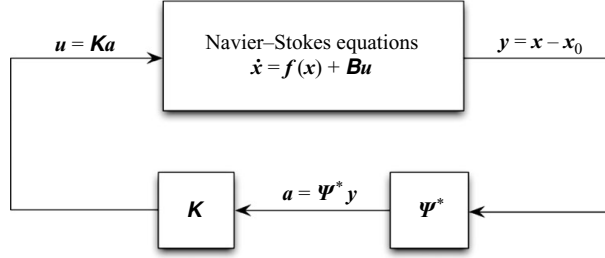 u = Ka
Navier–Stokes equations
ẋ = f (x) + Bu
y = x – x₀
K
a = Ψ* y
Ψ*